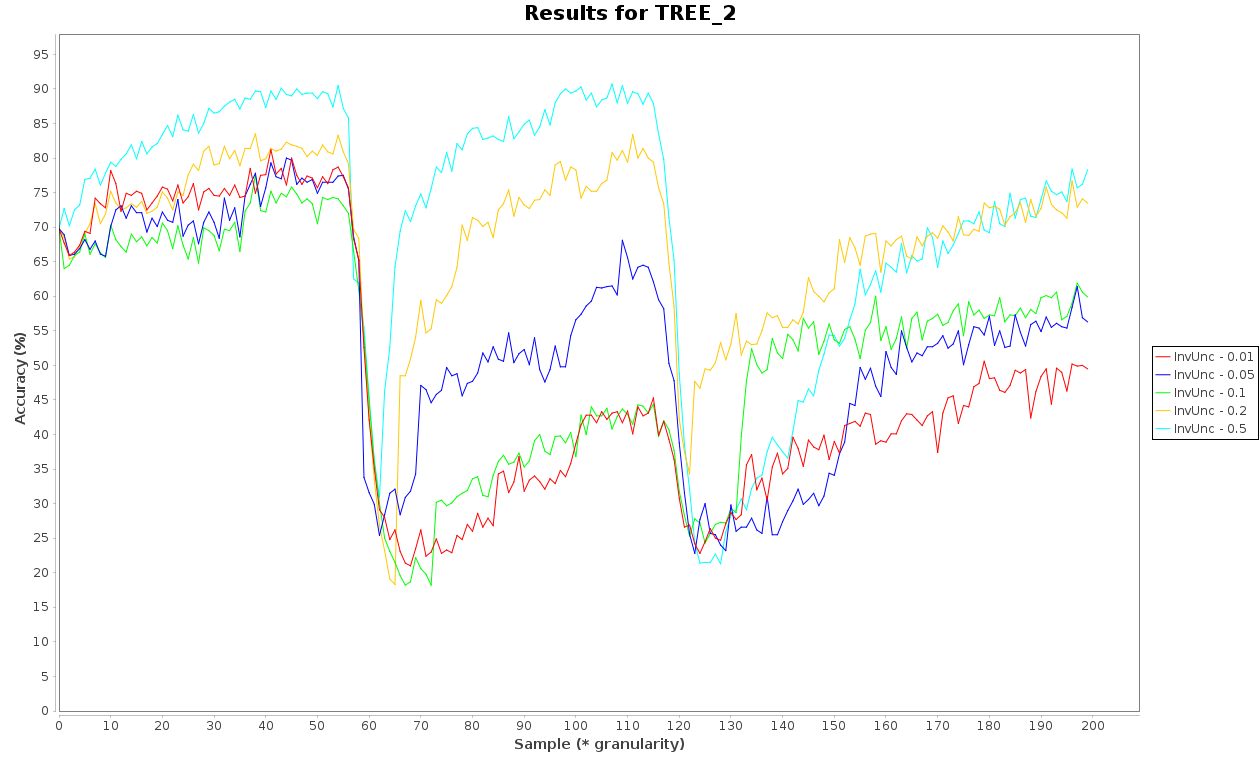 Results for TREE_2
95
90
85
80
75
70
65
60
55
50
45
40
35
30
25
20
15
10
5
0
Accuracy (%)
0 10 20 30 40 50 60 70 80 90 100 110 120 130 140 150 160 170 180 190 200
Sample (* granularity)
InvUnc - 0.01
InvUnc - 0.05
InvUnc - 0.1
InvUnc - 0.2
InvUnc - 0.5